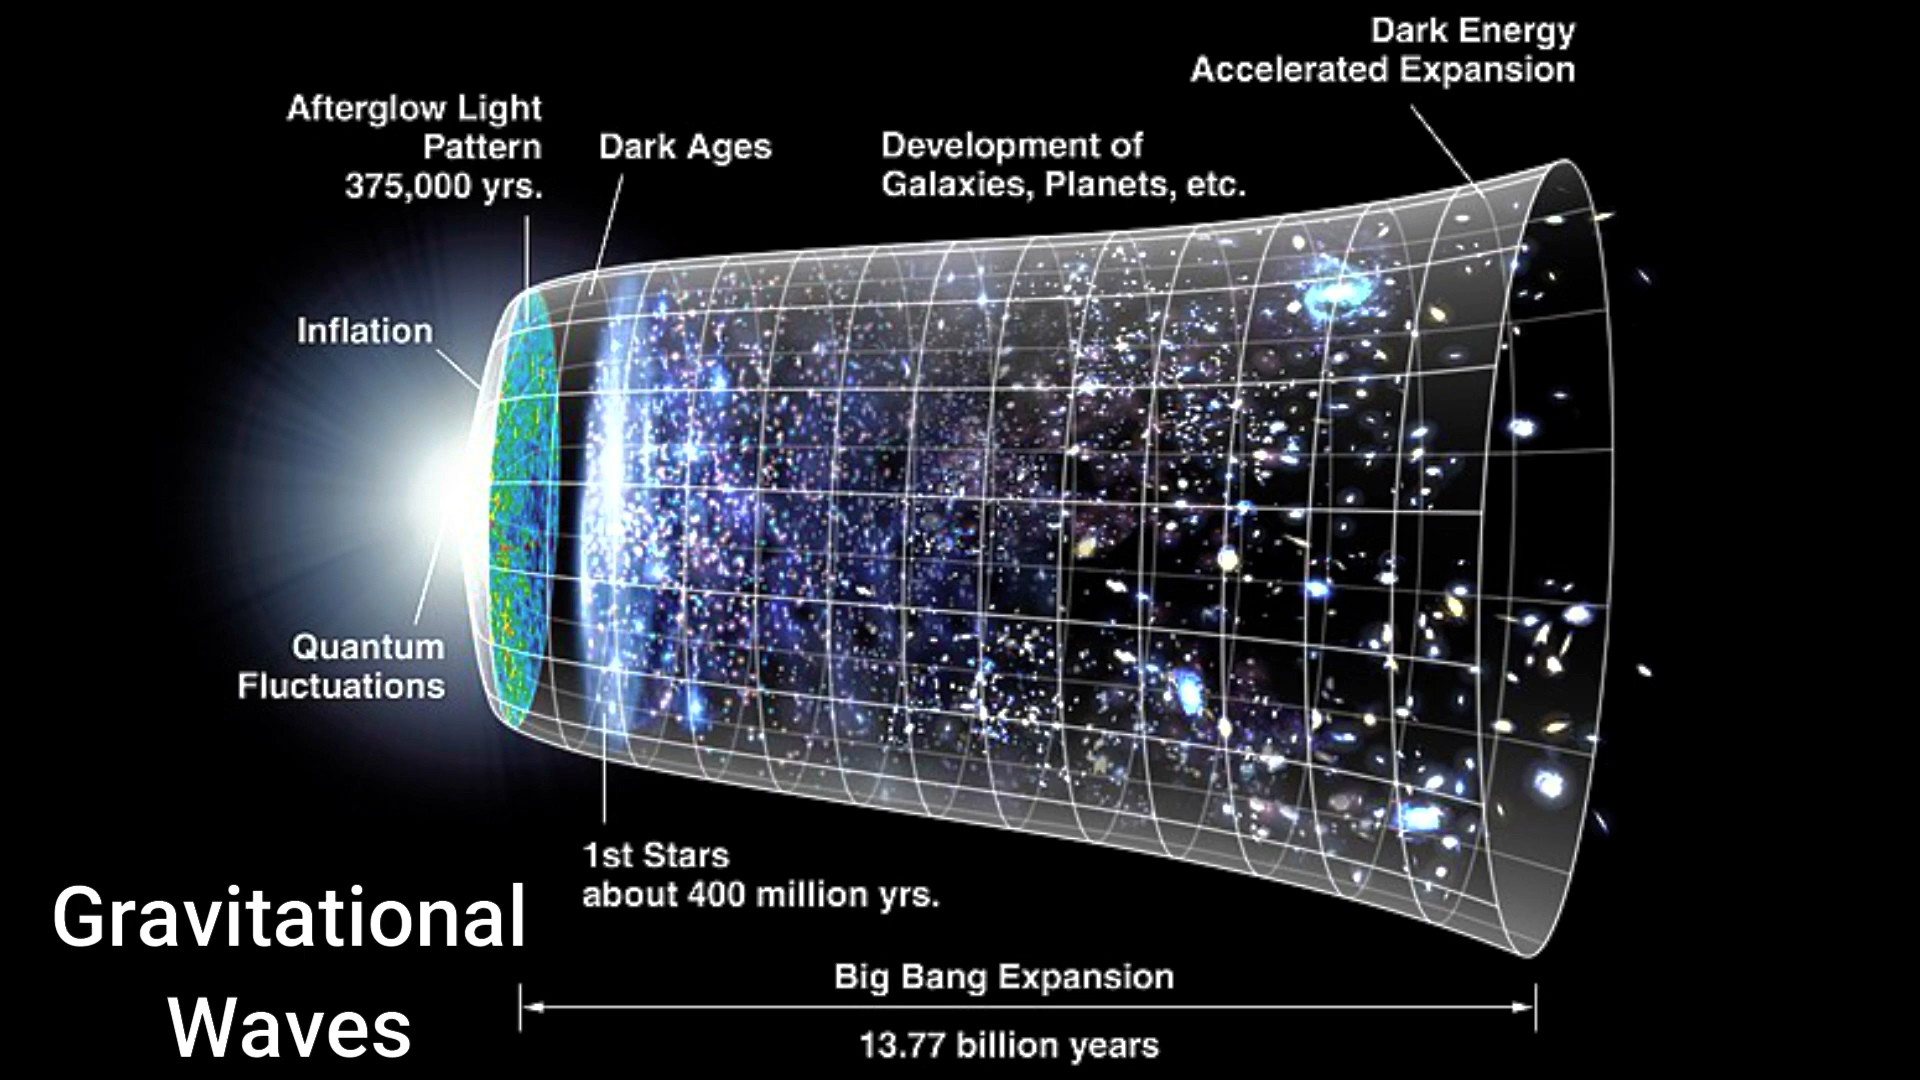 Dark Energy
Accelerated Expansion
Afterglow Light
Pattern
375,000 yrs.
Dark Ages
Development of
Galaxies, Planets, etc.
Inflation
Quantum
Fluctuations
1st Stars
about 400 million yrs.
Gravitational
Waves
Big Bang Expansion
13.77 billion years